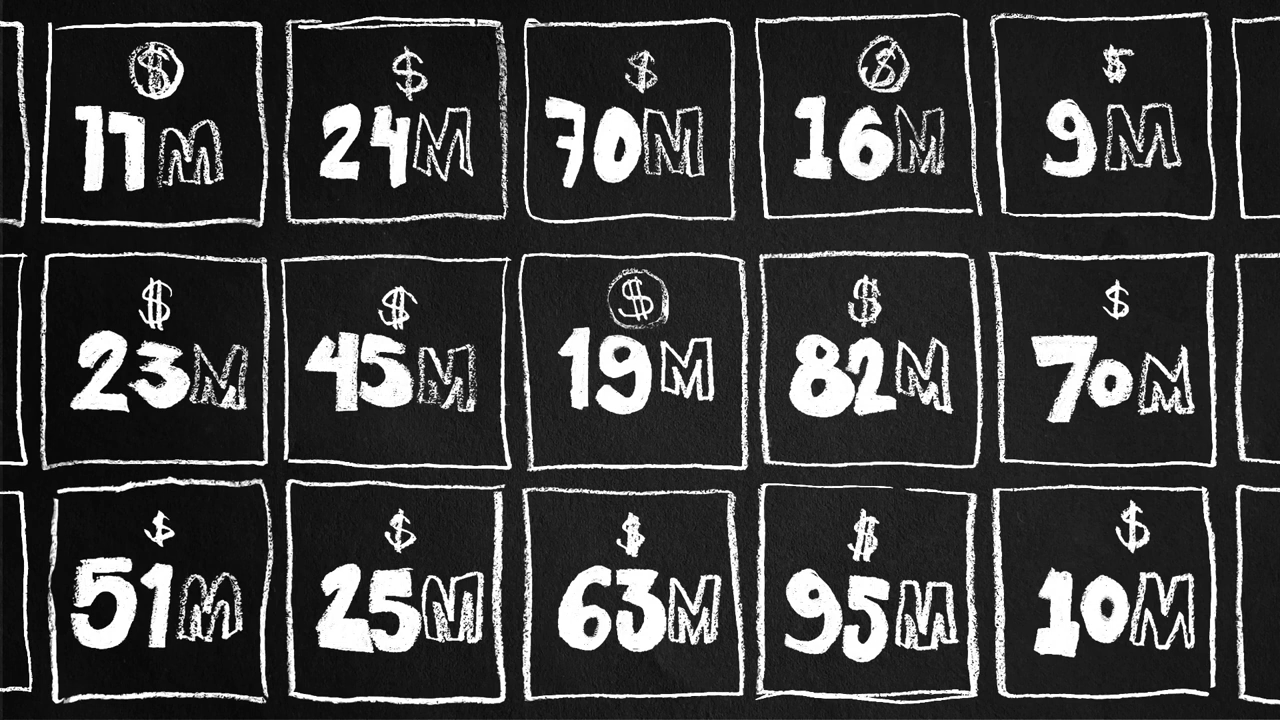 $ 11M
$ 24M
$ 70M
$ 16M
$ 9M
$ 23M
$ 45M
$ 19M
$ 82M
$ 70M
$ 51M
$ 25M
$ 63M
$ 95M
$ 10M